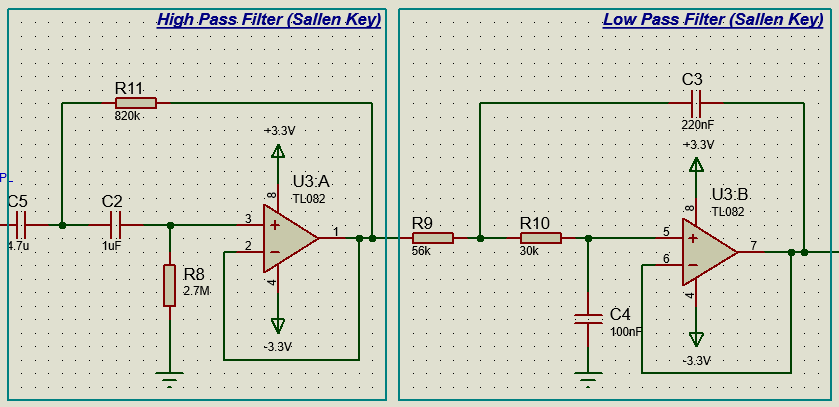 High Pass Filter (Sallen Key)
Low Pass Filter (Sallen Key)
R11
820k
C3
220nF
+3.3V
+3.3V
U3:A
TL082
U3:B
TL082
C5
4.7u
C2
1uF
8
3
2
1
4
R8
2.7M
-3.3V
R9
56k
R10
30k
8
5
6
7
4
C4
100nF
-3.3V